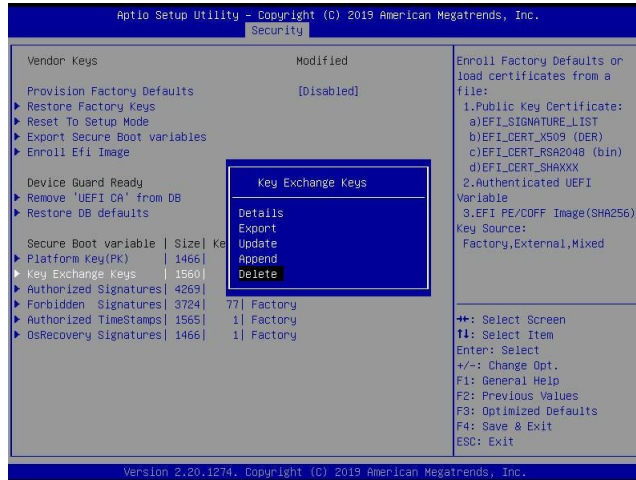 Aptio Setup Utility – Copyright (C) 2019 American Megatrends, Inc.
Security
Vendor Keys Modified
Provision Factory Defaults [Disabled]
Restore Factory Keys
Reset To Setup Mode
Export Secure Boot variables
Enroll Efi Image
Device Guard Ready
Remove 'UEFI CA' from DB
Restore DB defaults
Secure Boot variable | Size| Ke
Platform Key(PK) | 1466|
Key Exchange Keys | 1560|
Authorized Signatures| 4269|
Forbidden Signatures| 3724| 77| Factory
Authorized TimeStamps| 1565| 1| Factory
OsRecovery Signatures| 1466| 1| Factory
Key Exchange Keys
Details
Export
Update
Append
Delete
Enroll Factory Defaults or
load certificates from a
file:
1.Public Key Certificate:
a)EFI_SIGNATURE_LIST
b)EFI_CERT_X509 (DER)
c)EFI_CERT_RSA2048 (bin)
d)EFI_CERT_SHAXXX
2.Authenticated UEFI
Variable
3.EFI PE/COFF Image(SHA256)
Key Source:
Factory,External,Mixed
→←: Select Screen
↑↓: Select Item
Enter: Select
+/-: Change Opt.
F1: General Help
F2: Previous Values
F3: Optimized Defaults
F4: Save & Exit
ESC: Exit
Version 2.20.1274. Copyright (C) 2019 American Megatrends, Inc.